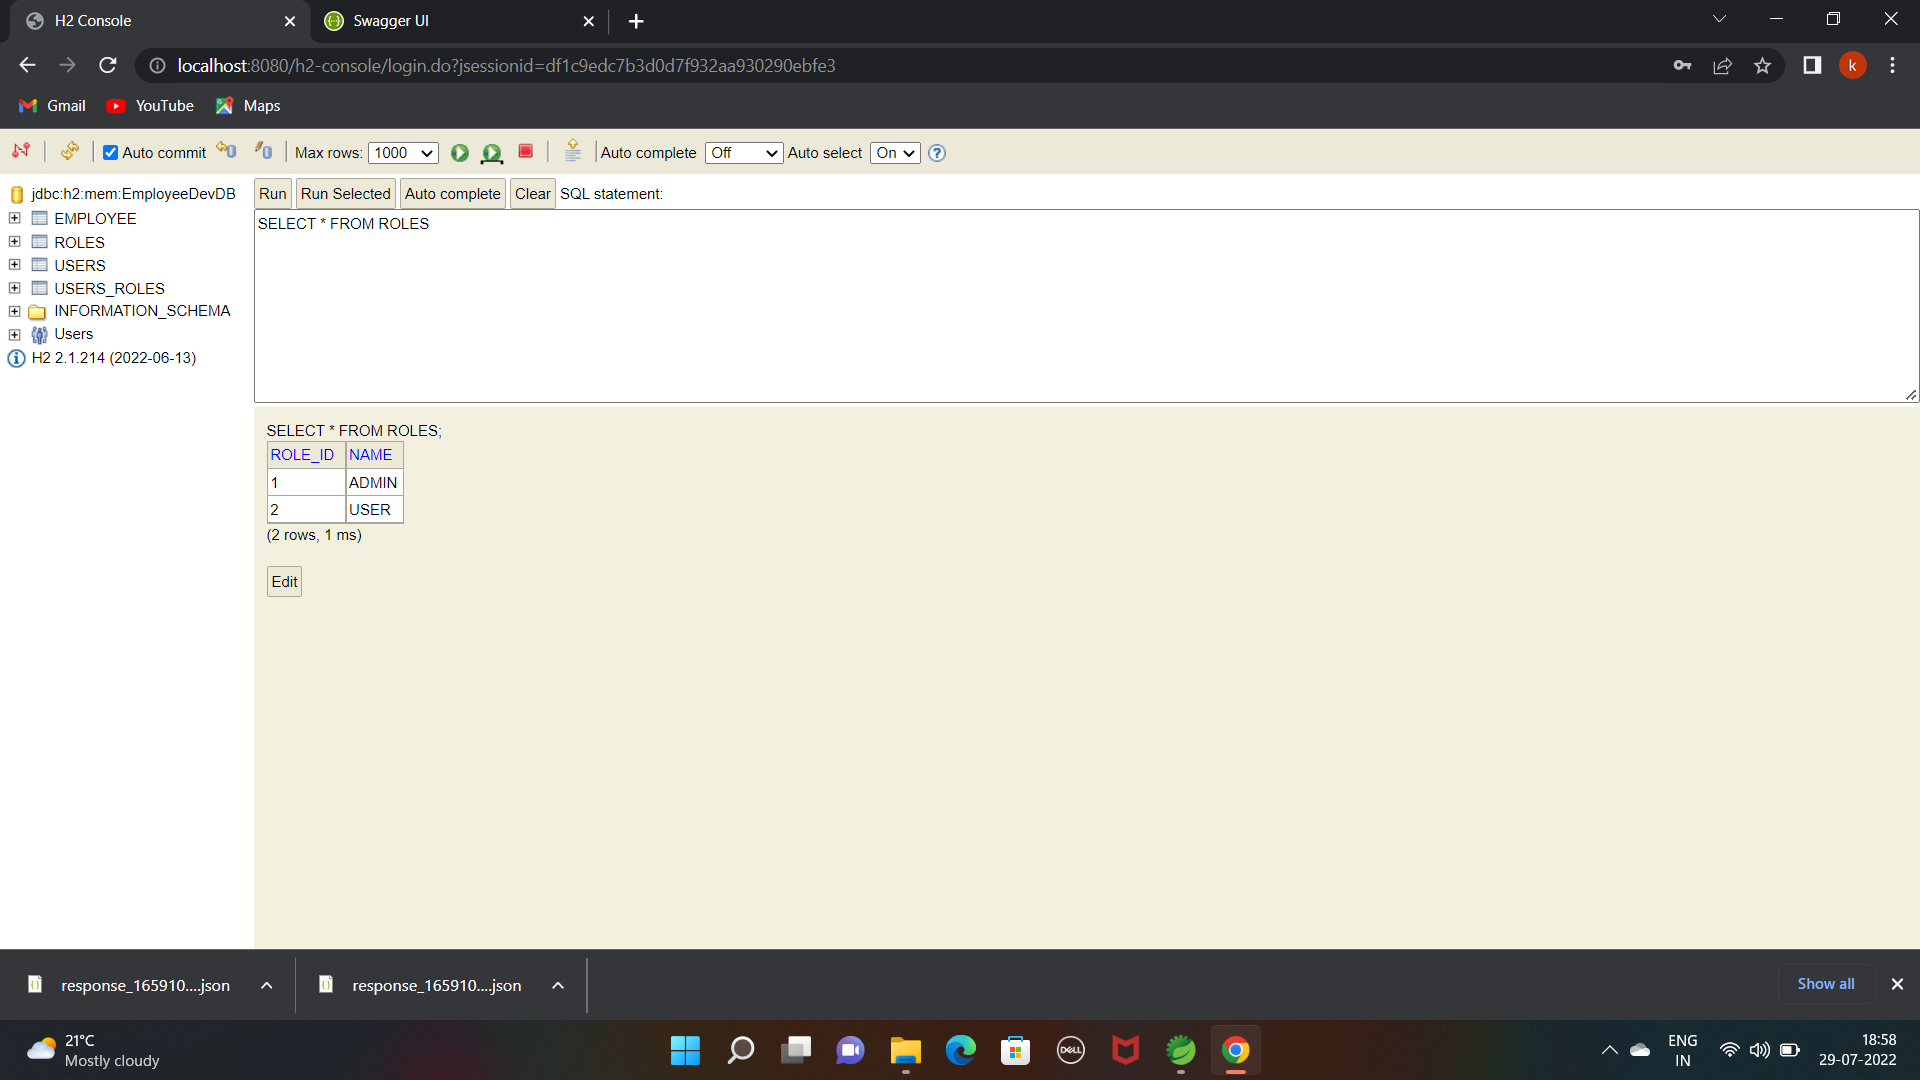 H2 Console
Swagger UI
localhost:8080/h2-console/login.do?jsessionid=df1c9edc7b3d0d7f932aa930290ebfe3
k
Gmail
YouTube
Maps
Auto commit
Max rows: 1000
Auto complete Off
Auto select On
?
jdbc:h2:mem:EmployeeDevDB
EMPLOYEE
ROLES
USERS
USERS_ROLES
INFORMATION_SCHEMA
Users
H2 2.1.214 (2022-06-13)
Run Run Selected Auto complete Clear SQL statement:
SELECT * FROM ROLES
SELECT * FROM ROLES;
ROLE_ID NAME
1 ADMIN
2 USER
(2 rows, 1 ms)
Edit
response_165910....json
response_165910....json
Show all
21°C
Mostly cloudy
DELL
ENG
IN
18:58
29-07-2022